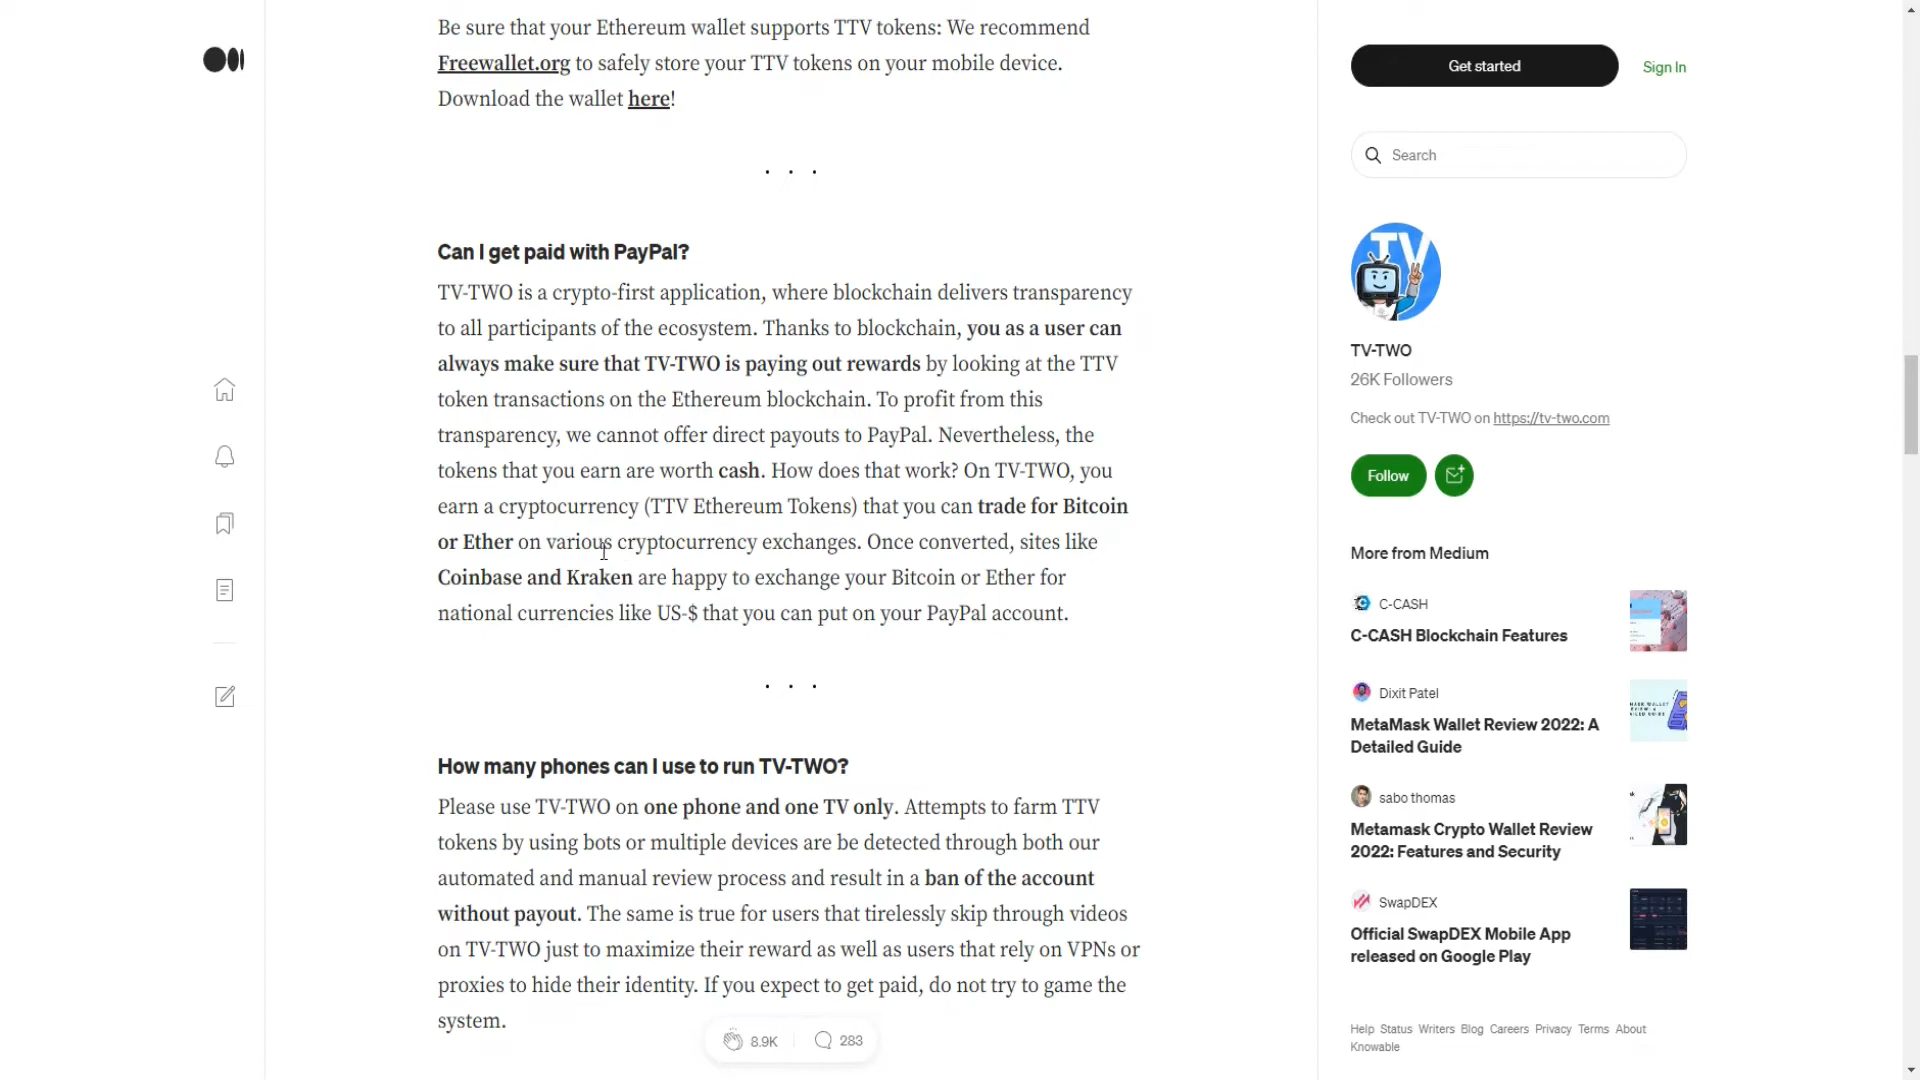 Be sure that your Ethereum wallet supports TTV tokens: We recommend
Freewallet.org to safely store your TTV tokens on your mobile device.
Download the wallet here!
. . .
Can I get paid with PayPal?
TV-TWO is a crypto-first application, where blockchain delivers transparency
to all participants of the ecosystem. Thanks to blockchain, you as a user can
always make sure that TV-TWO is paying out rewards by looking at the TTV
token transactions on the Ethereum blockchain. To profit from this
transparency, we cannot offer direct payouts to PayPal. Nevertheless, the
tokens that you earn are worth cash. How does that work? On TV-TWO, you
earn a cryptocurrency (TTV Ethereum Tokens) that you can trade for Bitcoin
or Ether on various cryptocurrency exchanges. Once converted, sites like
Coinbase and Kraken are happy to exchange your Bitcoin or Ether for
national currencies like US-$ that you can put on your PayPal account.
. . .
How many phones can I use to run TV-TWO?
Please use TV-TWO on one phone and one TV only. Attempts to farm TTV
tokens by using bots or multiple devices are be detected through both our
automated and manual review process and result in a ban of the account
without payout. The same is true for users that tirelessly skip through videos
on TV-TWO just to maximize their reward as well as users that rely on VPNs or
proxies to hide their identity. If you expect to get paid, do not try to game the
system.
8.9K 283
Get started Sign In
Search
TV
TV-TWO
26K Followers
Check out TV-TWO on https://tv-two.com
Follow
More from Medium
C-CASH
C-CASH Blockchain Features
Dixit Patel
MetaMask Wallet Review 2022: A
Detailed Guide
sabo thomas
Metamask Crypto Wallet Review
2022: Features and Security
SwapDEX
Official SwapDEX Mobile App
released on Google Play
Help Status Writers Blog Careers Privacy Terms About
Knowable